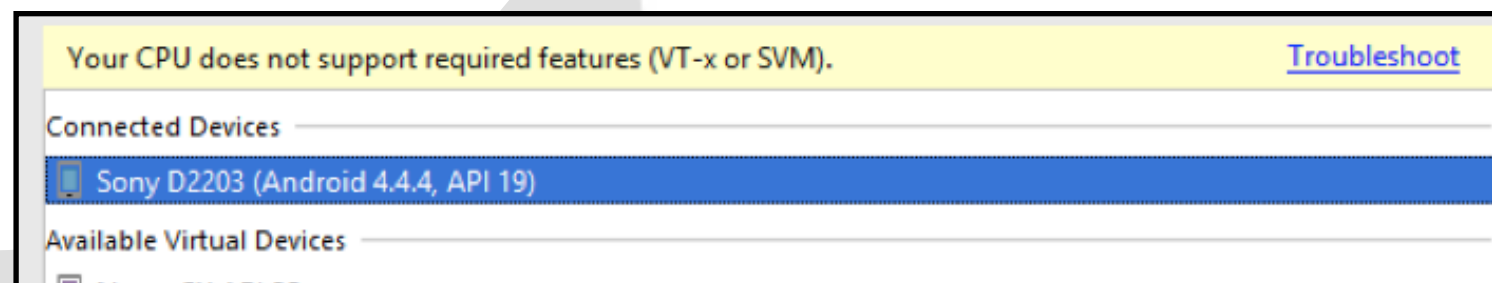 Your CPU does not support required features (VT-x or SVM). Troubleshoot
Connected Devices
Sony D2203 (Android 4.4.4, API 19)
Available Virtual Devices